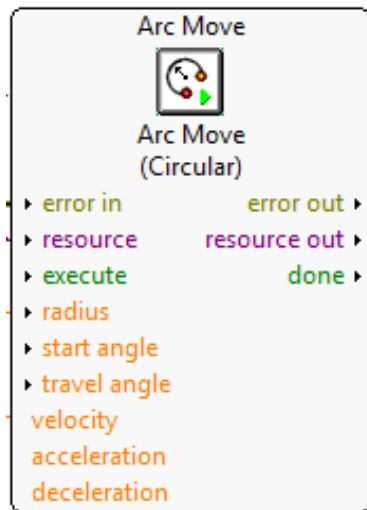 Arc Move
Arc Move
(Circular)
error in error out
resource resource out
execute done
radius
start angle
travel angle
velocity
acceleration
deceleration